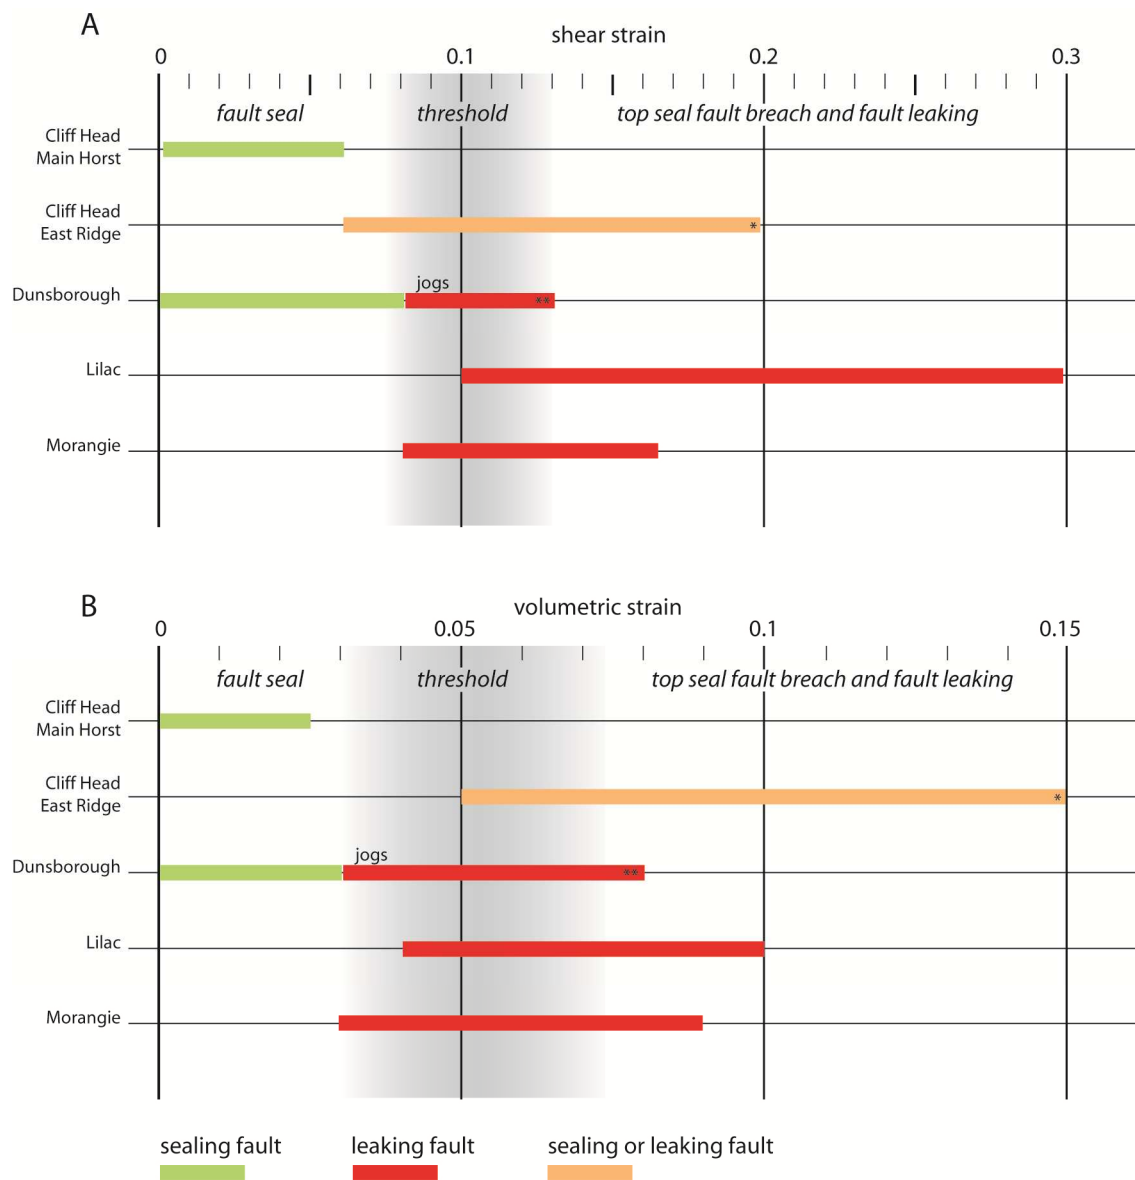 A
shear strain
0 0.1 0.2 0.3
fault seal threshold top seal fault breach and fault leaking
Cliff Head
Main Horst
Cliff Head
East Ridge
*
jogs
Dunsborough
**
Lilac
Morangie
B
volumetric strain
0 0.05 0.1 0.15
fault seal threshold top seal fault breach and fault leaking
Cliff Head
Main Horst
Cliff Head
East Ridge
*
jogs
Dunsborough
**
Lilac
Morangie
sealing fault leaking fault sealing or leaking fault